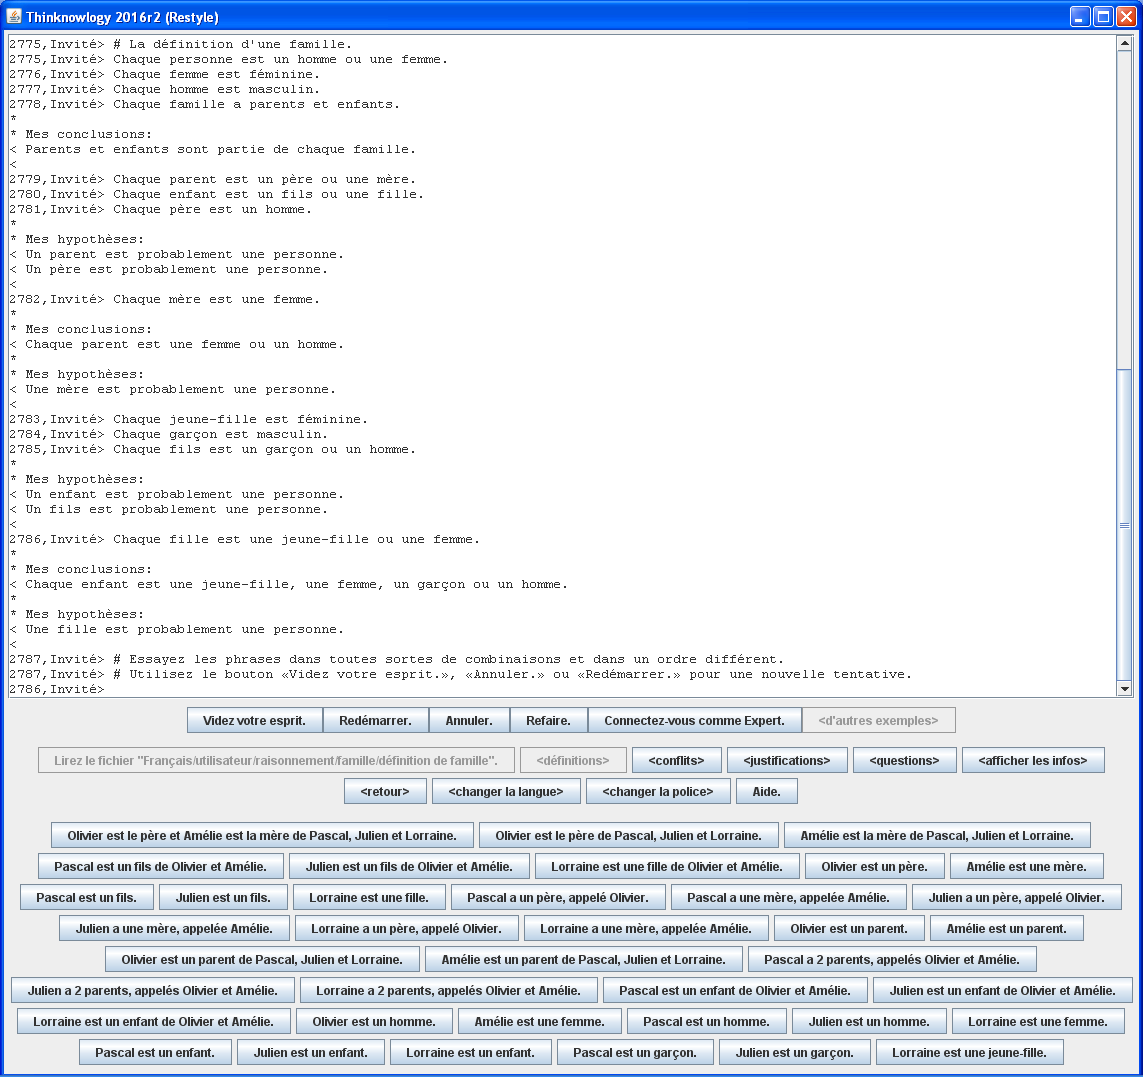 Thinknowlogy 2016r2 (Restyle)
2775,Invité> # La définition d'une famille.
2775,Invité> Chaque personne est un homme ou une femme.
2776,Invité> Chaque femme est féminine.
2777,Invité> Chaque homme est masculin.
2778,Invité> Chaque famille a parents et enfants.
*
* Mes conclusions:
< Parents et enfants sont partie de chaque famille.
<
2779,Invité> Chaque parent est un père ou une mère.
2780,Invité> Chaque enfant est un fils ou une fille.
2781,Invité> Chaque père est un homme.
*
* Mes hypothèses:
< Un parent est probablement une personne.
< Un père est probablement une personne.
<
2782,Invité> Chaque mère est une femme.
*
* Mes conclusions:
< Chaque parent est une femme ou un homme.
*
* Mes hypothèses:
< Une mère est probablement une personne.
<
2783,Invité> Chaque jeune-fille est féminine.
2784,Invité> Chaque garçon est masculin.
2785,Invité> Chaque fils est un garçon ou un homme.
*
* Mes hypothèses:
< Un enfant est probablement une personne.
< Un fils est probablement une personne.
<
2786,Invité> Chaque fille est une jeune-fille ou une femme.
*
* Mes conclusions:
< Chaque enfant est une jeune-fille, une femme, un garçon ou un homme.
*
* Mes hypothèses:
< Une fille est probablement une personne.
<
2787,Invité> # Essayez les phrases dans toutes sortes de combinaisons et dans un ordre différent.
2787,Invité> # Utilisez le bouton «Videz votre esprit.», «Annuler.» ou «Redémarrer.» pour une nouvelle tentative.
2786,Invité>
Videz votre esprit. Redémarrer. Annuler. Refaire. Connectez-vous comme Expert. <d'autres exemples>
Lirez le fichier "Français/utilisateur/raisonnement/famille/définition de famille". <définitions> <conflits> <justifications> <questions> <afficher les infos>
<retour> <changer la langue> <changer la police> Aide.
Olivier est le père et Amélie est la mère de Pascal, Julien et Lorraine. Olivier est le père de Pascal, Julien et Lorraine. Amélie est la mère de Pascal, Julien et Lorraine.
Pascal est un fils de Olivier et Amélie. Julien est un fils de Olivier et Amélie. Lorraine est une fille de Olivier et Amélie. Olivier est un père. Amélie est une mère.
Pascal est un fils. Julien est un fils. Lorraine est une fille. Pascal a un père, appelé Olivier. Pascal a une mère, appelée Amélie. Julien a un père, appelé Olivier.
Julien a une mère, appelée Amélie. Lorraine a un père, appelé Olivier. Lorraine a une mère, appelée Amélie. Olivier est un parent. Amélie est un parent.
Olivier est un parent de Pascal, Julien et Lorraine. Amélie est un parent de Pascal, Julien et Lorraine. Pascal a 2 parents, appelés Olivier et Amélie.
Julien a 2 parents, appelés Olivier et Amélie. Lorraine a 2 parents, appelés Olivier et Amélie. Pascal est un enfant de Olivier et Amélie. Julien est un enfant de Olivier et Amélie.
Lorraine est un enfant de Olivier et Amélie. Olivier est un homme. Amélie est une femme. Pascal est un homme. Julien est un homme. Lorraine est une femme.
Pascal est un enfant. Julien est un enfant. Lorraine est un enfant. Pascal est un garçon. Julien est un garçon. Lorraine est une jeune-fille.